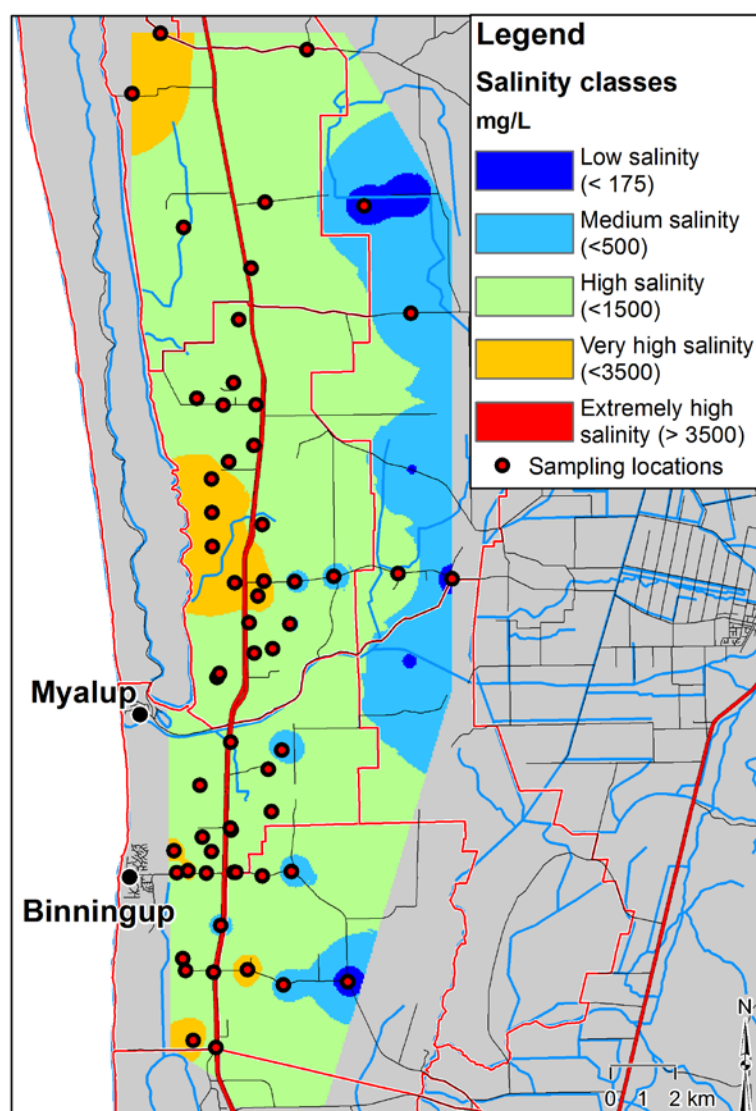 Legend
Salinity classes
mg/L
Low salinity
(< 175)
Medium salinity
(<500)
High salinity
(<1500)
Very high salinity
(<3500)
Extremely high
salinity (> 3500)
Sampling locations
Myalup
Binningup
N
0 1 2 km